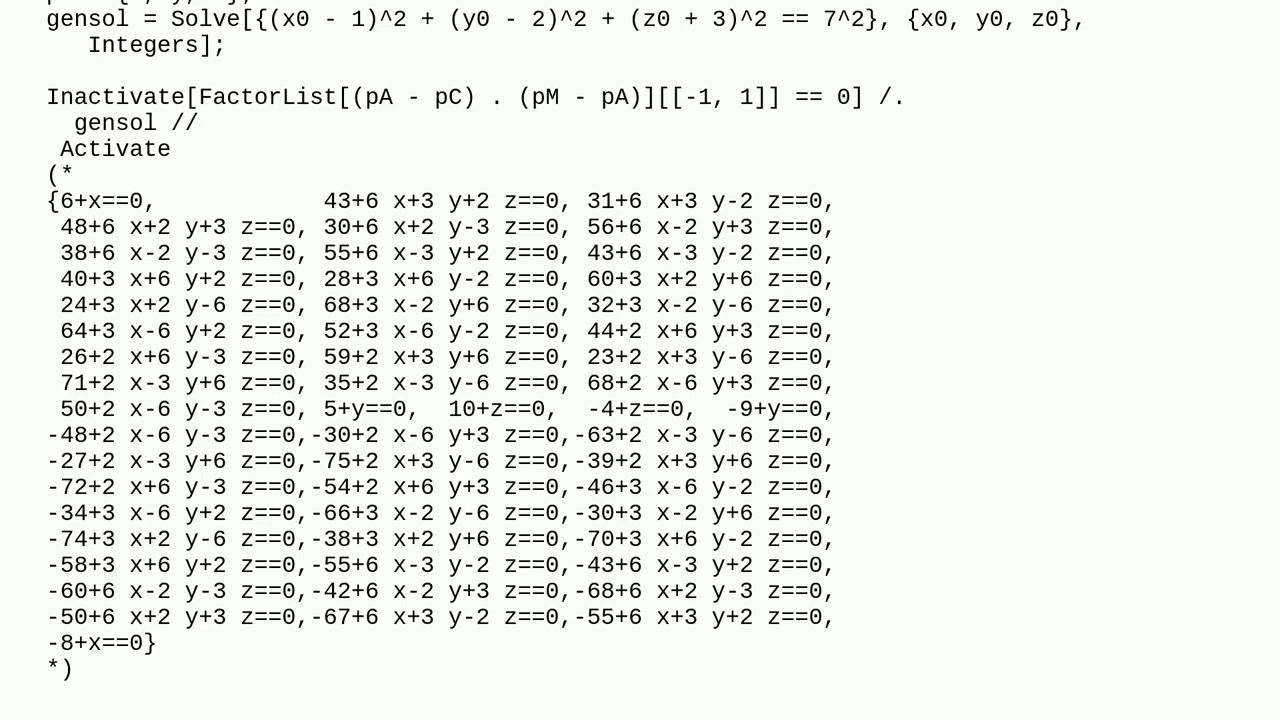 gensol = Solve[{(x0 - 1)^2 + (y0 - 2)^2 + (z0 + 3)^2 == 7^2}, {x0, y0, z0},
   Integers];
Inactivate[FactorList[(pA - pC) . (pM - pA)][[-1, 1]] == 0] /.
  gensol //
 Activate
(*
{6+x==0,            43+6 x+3 y+2 z==0, 31+6 x+3 y-2 z==0,
 48+6 x+2 y+3 z==0, 30+6 x+2 y-3 z==0, 56+6 x-2 y+3 z==0,
 38+6 x-2 y-3 z==0, 55+6 x-3 y+2 z==0, 43+6 x-3 y-2 z==0,
 40+3 x+6 y+2 z==0, 28+3 x+6 y-2 z==0, 60+3 x+2 y+6 z==0,
 24+3 x+2 y-6 z==0, 68+3 x-2 y+6 z==0, 32+3 x-2 y-6 z==0,
 64+3 x-6 y+2 z==0, 52+3 x-6 y-2 z==0, 44+2 x+6 y+3 z==0,
 26+2 x+6 y-3 z==0, 59+2 x+3 y+6 z==0, 23+2 x+3 y-6 z==0,
 71+2 x-3 y+6 z==0, 35+2 x-3 y-6 z==0, 68+2 x-6 y+3 z==0,
 50+2 x-6 y-3 z==0, 5+y==0,  10+z==0,  -4+z==0,  -9+y==0,
-48+2 x-6 y-3 z==0,-30+2 x-6 y+3 z==0,-63+2 x-3 y-6 z==0,
-27+2 x-3 y+6 z==0,-75+2 x+3 y-6 z==0,-39+2 x+3 y+6 z==0,
-72+2 x+6 y-3 z==0,-54+2 x+6 y+3 z==0,-46+3 x-6 y-2 z==0,
-34+3 x-6 y+2 z==0,-66+3 x-2 y-6 z==0,-30+3 x-2 y+6 z==0,
-74+3 x+2 y-6 z==0,-38+3 x+2 y+6 z==0,-70+3 x+6 y-2 z==0,
-58+3 x+6 y+2 z==0,-55+6 x-3 y-2 z==0,-43+6 x-3 y+2 z==0,
-60+6 x-2 y-3 z==0,-42+6 x-2 y+3 z==0,-68+6 x+2 y-3 z==0,
-50+6 x+2 y+3 z==0,-67+6 x+3 y-2 z==0,-55+6 x+3 y+2 z==0,
-8+x==0}
*)